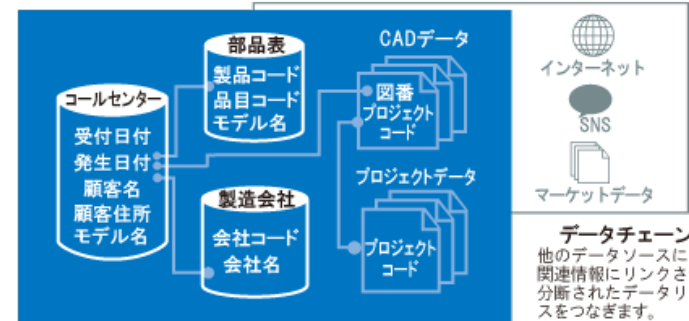 コールセンター
受付日付
発生日付
顧客名
顧客住所
モデル名
部品表
製品コード
品目コード
モデル名
製造会社
会社コード
会社名
CADデータ
図番
プロジェクト
コード
プロジェクトデータ
プロジェクト
コード
インターネット
SNS
マーケットデータ
データチェーン
他のデータソースに
関連情報にリンクさ
分断されたデータリ
スをつなぎます。